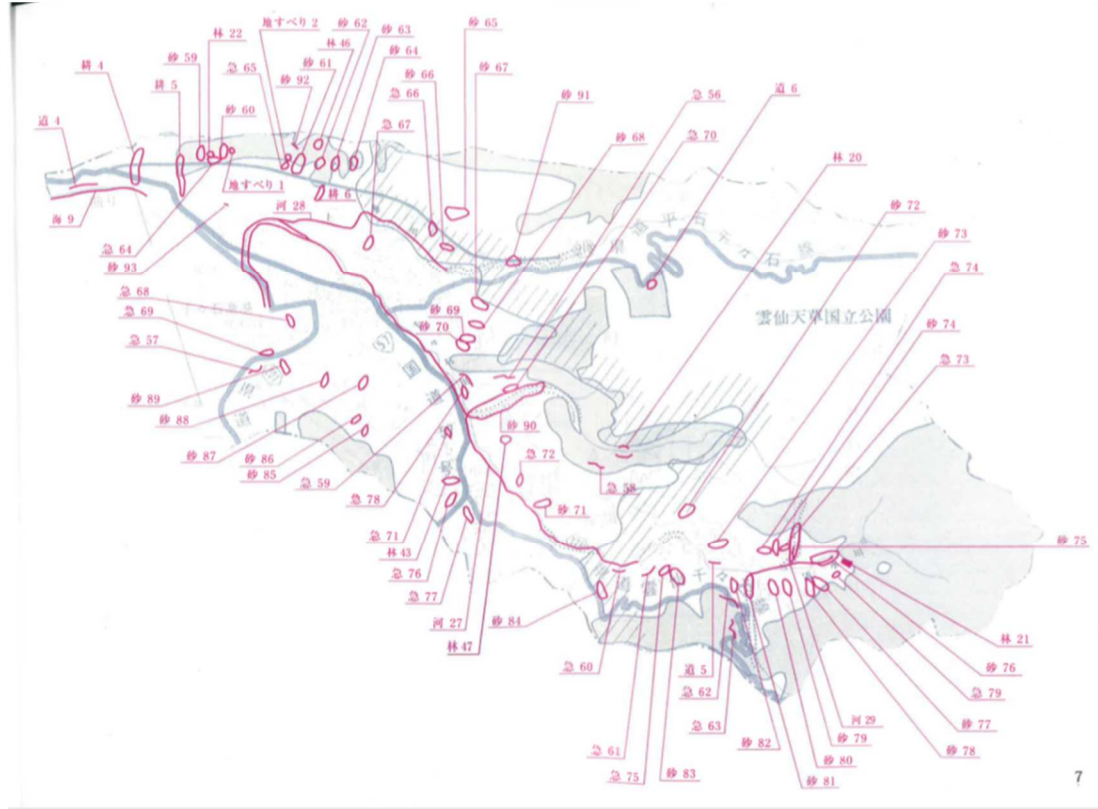 砂 65
地すべり 2
砂 62
砂 63
林 22
林 46
砂 64
砂 59
砂 61
砂 66
砂 67
耕 4
急 65
砂 92
急 66
砂 91
急 56
道 6
耕 5
砂 60
急 67
砂 68
急 70
道 4
林 20
地すべり 1
耕 6
砂 72
海 9
河 28
砂 73
急 64
砂 93
急 74
急 68
急 69
砂 69
砂 70
砂 74
急 57
急 73
雲仙天草国立公園
57
国道
砂 89
砂 88
砂 90
砂 87
砂 86
砂 85
急 59
急 72
急 58
急 78
砂 71
急 71
砂 75
林 43
急 76
急 77
河 27
砂 84
林 47
林 21
急 60
道 5
砂 76
急 62
急 79
急 63
河 29
砂 77
急 61
砂 82
砂 79
砂 78
急 75
砂 83
砂 80
砂 81
7